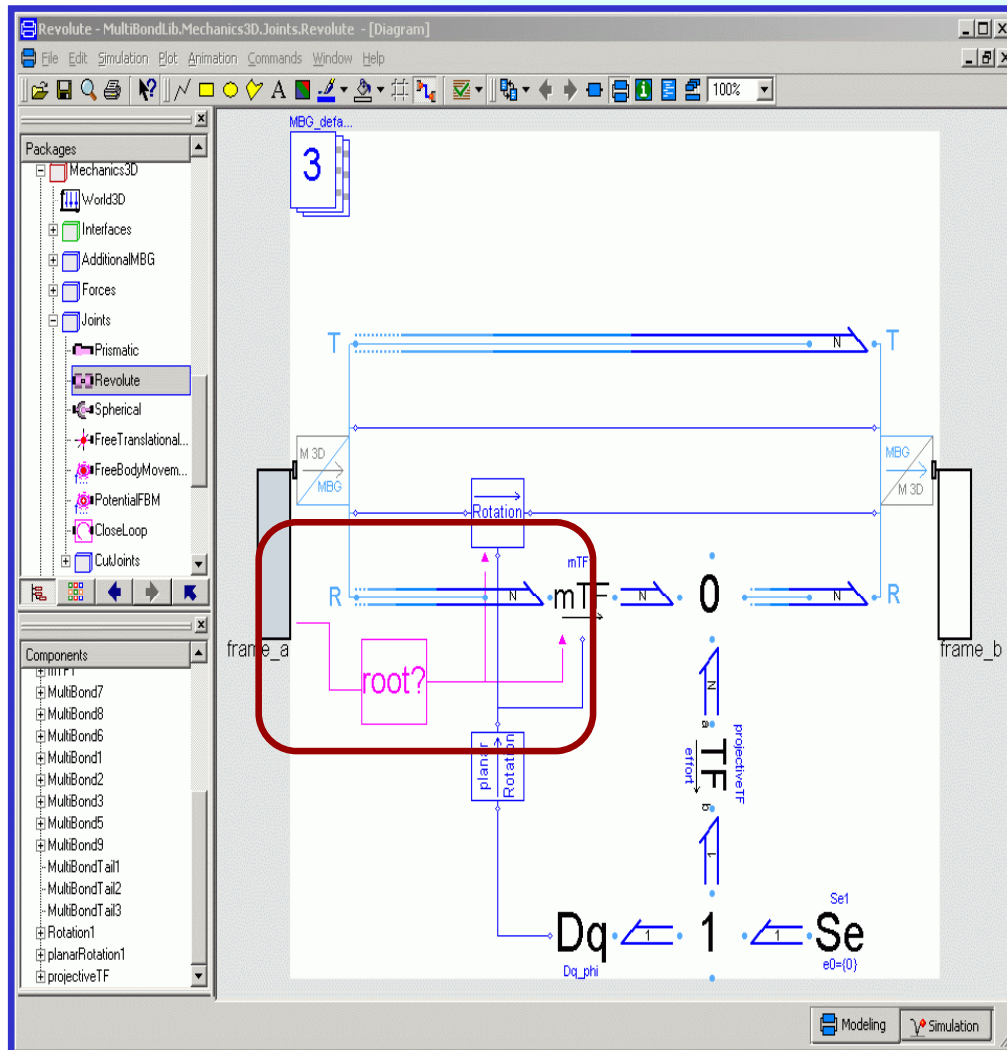 Revolute - MultiBondLib.Mechanics3D.Joints.Revolute - [Diagram]
File Edit Simulation Plot Animation Commands Window Help
A 100%
Packages
Mechanics3D
World3D
Interfaces
AdditionalMBG
Forces
Joints
Prismatic
Revolute
Spherical
FreeTranslational...
FreeBodyMovem...
PotentialFBM
CloseLoop
CutJoints
Components
mTF1
MultiBond7
MultiBond8
MultiBond6
MultiBond1
MultiBond2
MultiBond3
MultiBond5
MultiBond9
MultiBondTail1
MultiBondTail2
MultiBondTail3
Rotation1
planarRotation1
projectiveTF
MBG_defa...
3
T N T
M 3D
MBG
MBG
M 3D
Rotation
R N mTF N 0 N R
frame_a
frame_b
root?
N
a
TF
b
effort
projectiveTF
planar
Rotation
1
Se1
Dq 1 1 1 Se
Dq_phi
e0={0}
Modeling Simulation